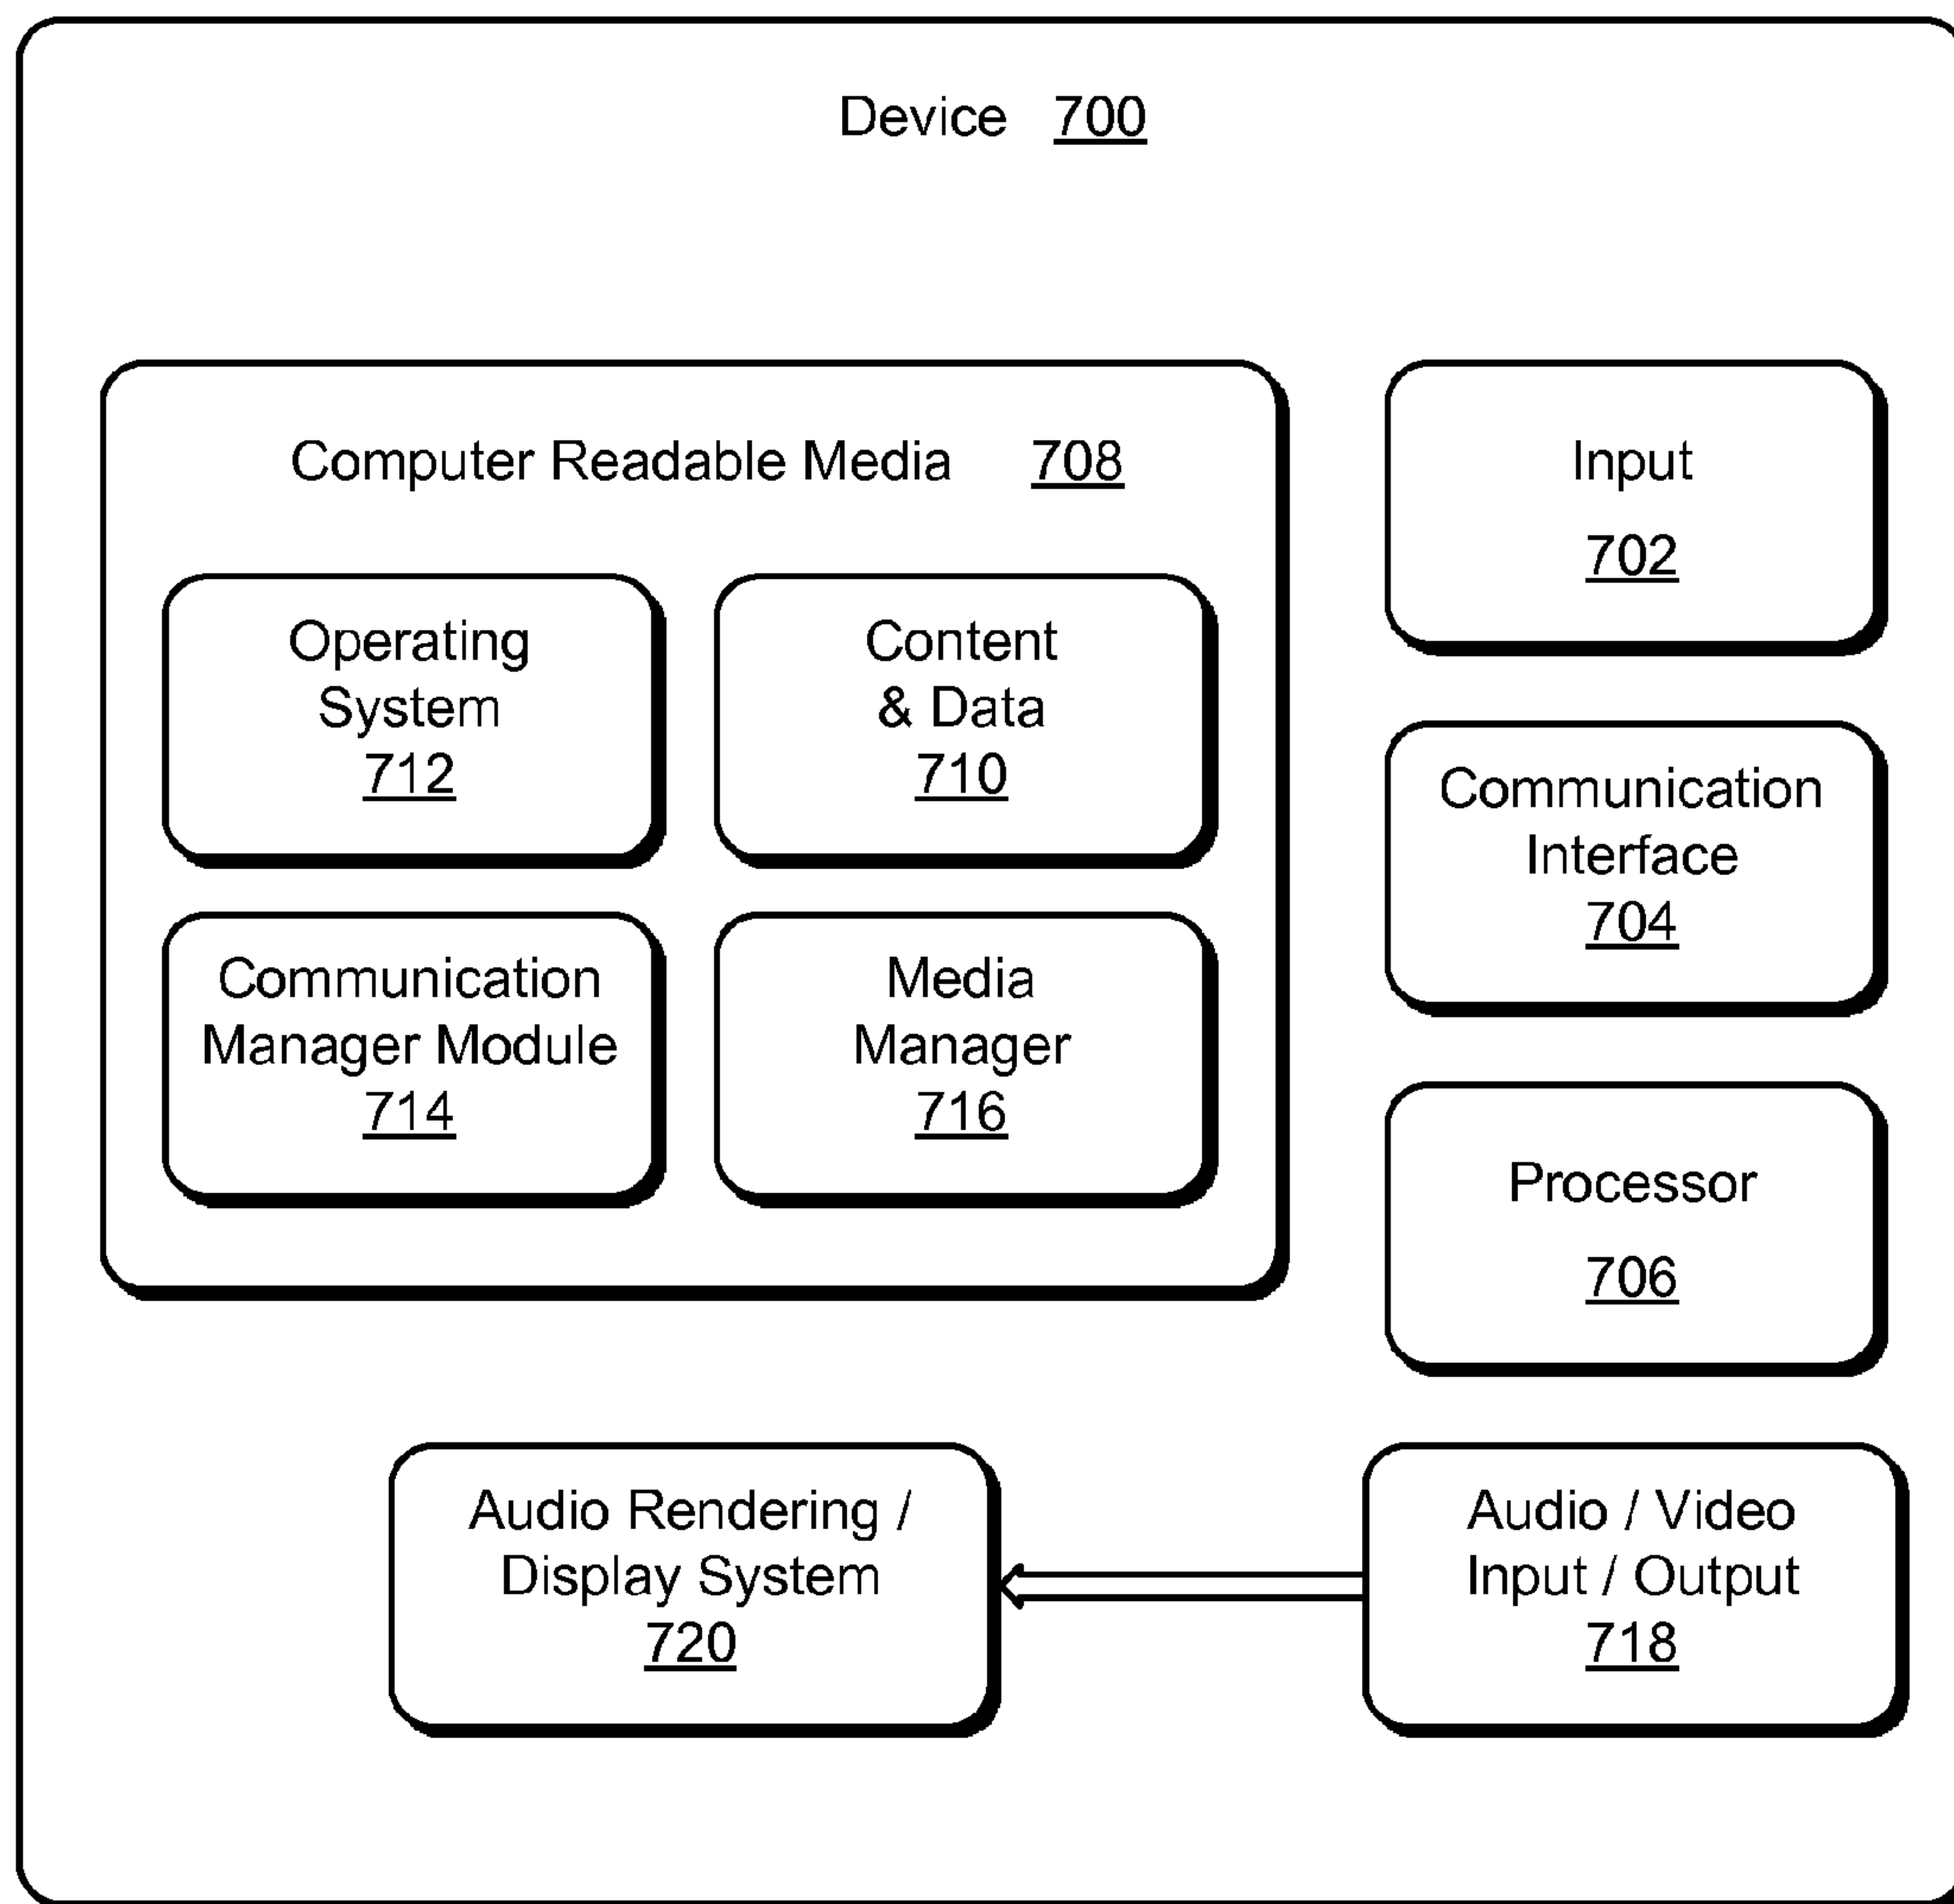 Device 700
Computer Readable Media 708
Operating
System
712
Content
& Data
710
Communication
Manager Module
714
Media
Manager
716
Input
702
Communication
Interface
704
Processor
706
Audio Rendering /
Display System
720
Audio / Video
Input / Output
718